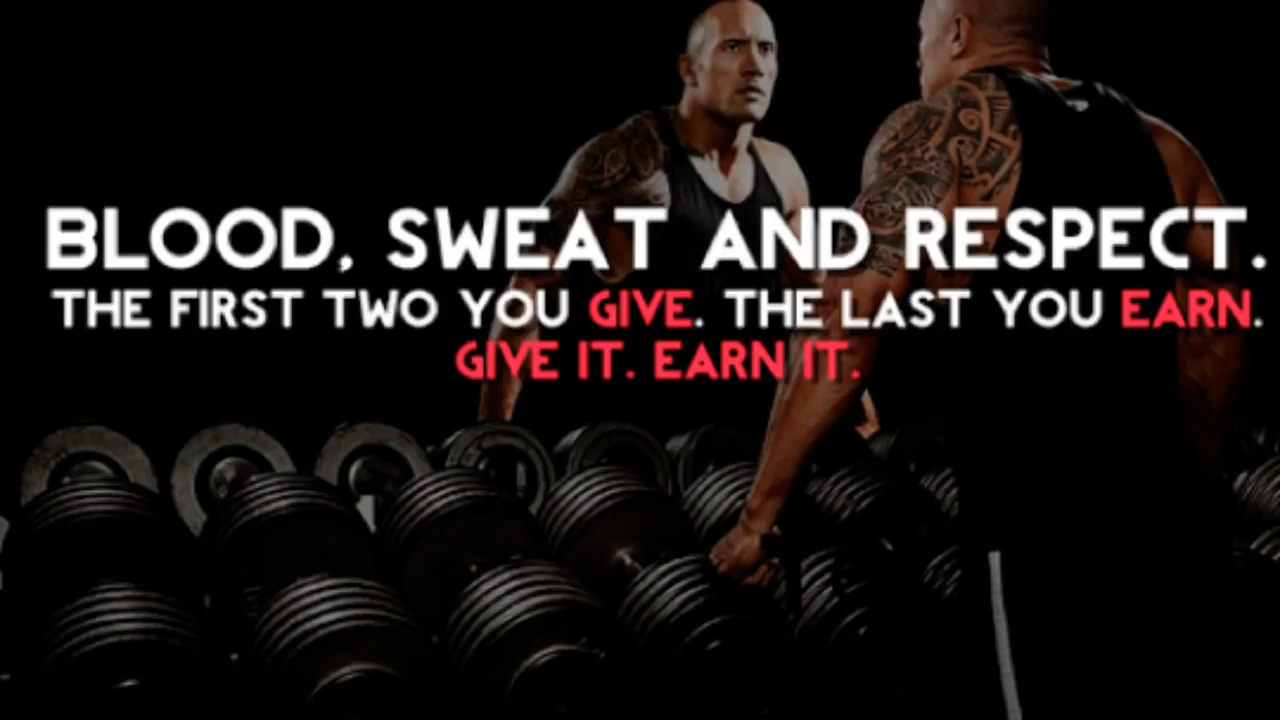 BLOOD, SWEAT AND RESPECT.
THE FIRST TWO YOU GIVE. THE LAST YOU EARN.
GIVE IT. EARN IT.